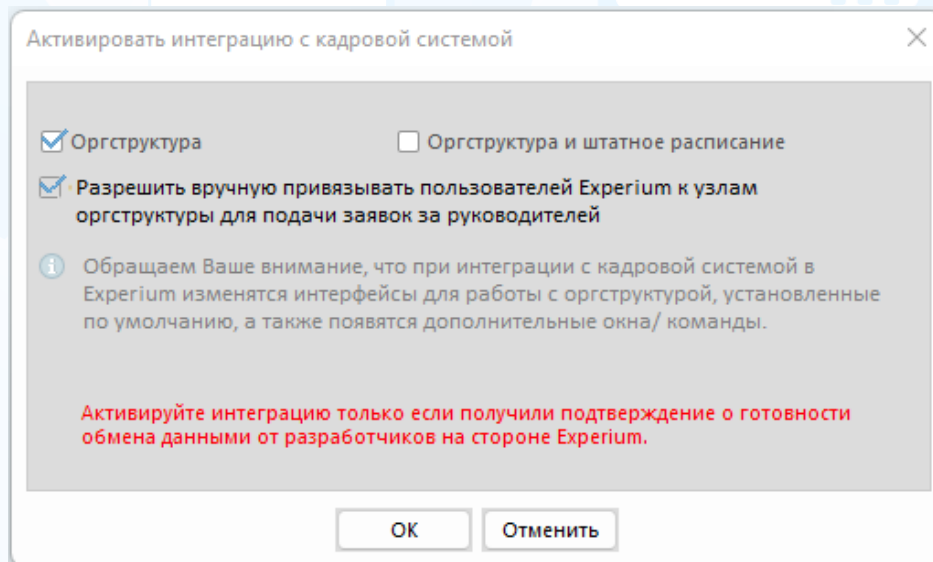 Активировать интеграцию с кадровой системой
Оргструктура
Оргструктура и штатное расписание
Разрешить вручную привязывать пользователей Experium к узлам
оргструктуры для подачи заявок за руководителей
Обращаем Ваше внимание, что при интеграции с кадровой системой в
Experium изменятся интерфейсы для работы с оргструктурой, установленные
по умолчанию, а также появятся дополнительные окна/ команды.
Активируйте интеграцию только если получили подтверждение о готовности
обмена данными от разработчиков на стороне Experium.
ОК
Отменить